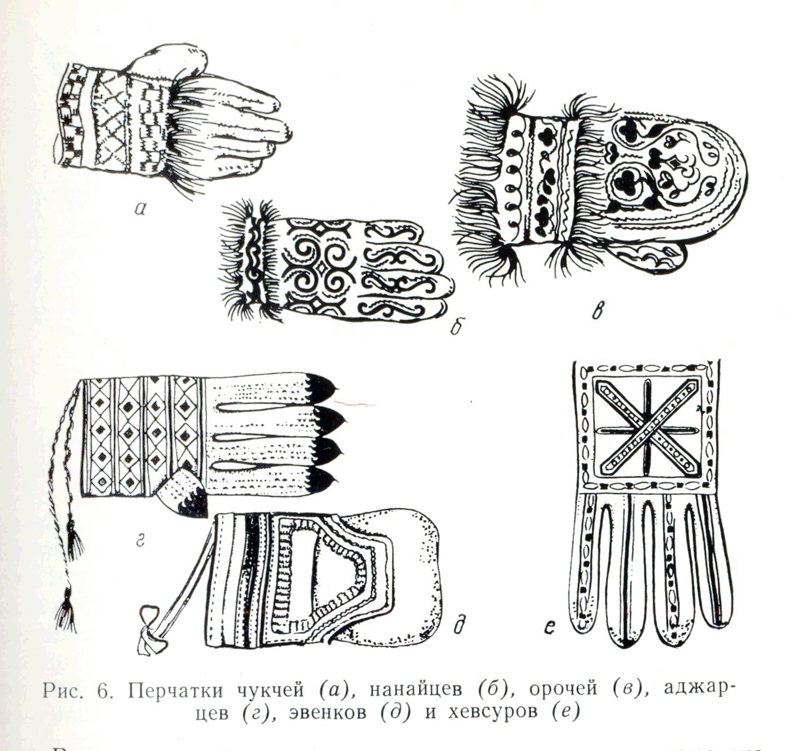 а
б
в
г
д
е
Рис. 6. Перчатки чукчей (а), нанайцев (б), орочей (в), аджар-
цев (г), эвенков (д) и хевсуров (е)